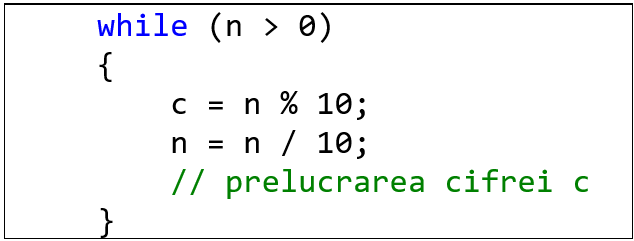 while (n > 0)
{
c = n % 10;
n = n / 10;
// prelucrarea cifrei c
}